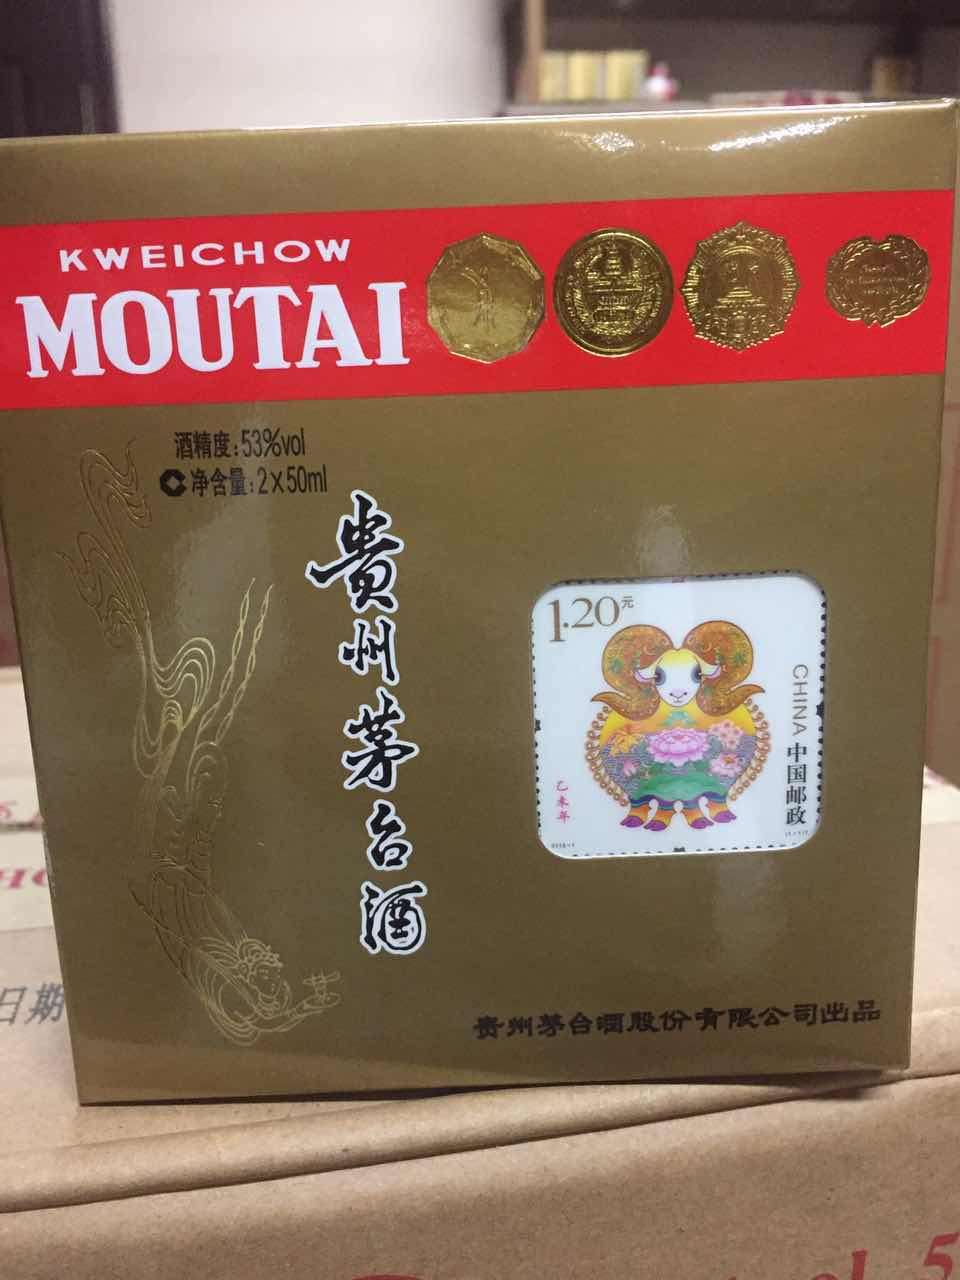 KWEICHOW
MOUTAI
酒精度:53%vol
净含量:2×50ml
贵州茅台酒
1.20元
CHINA 中国邮政
乙未年
贵州茅台酒股份有限公司出品
日期